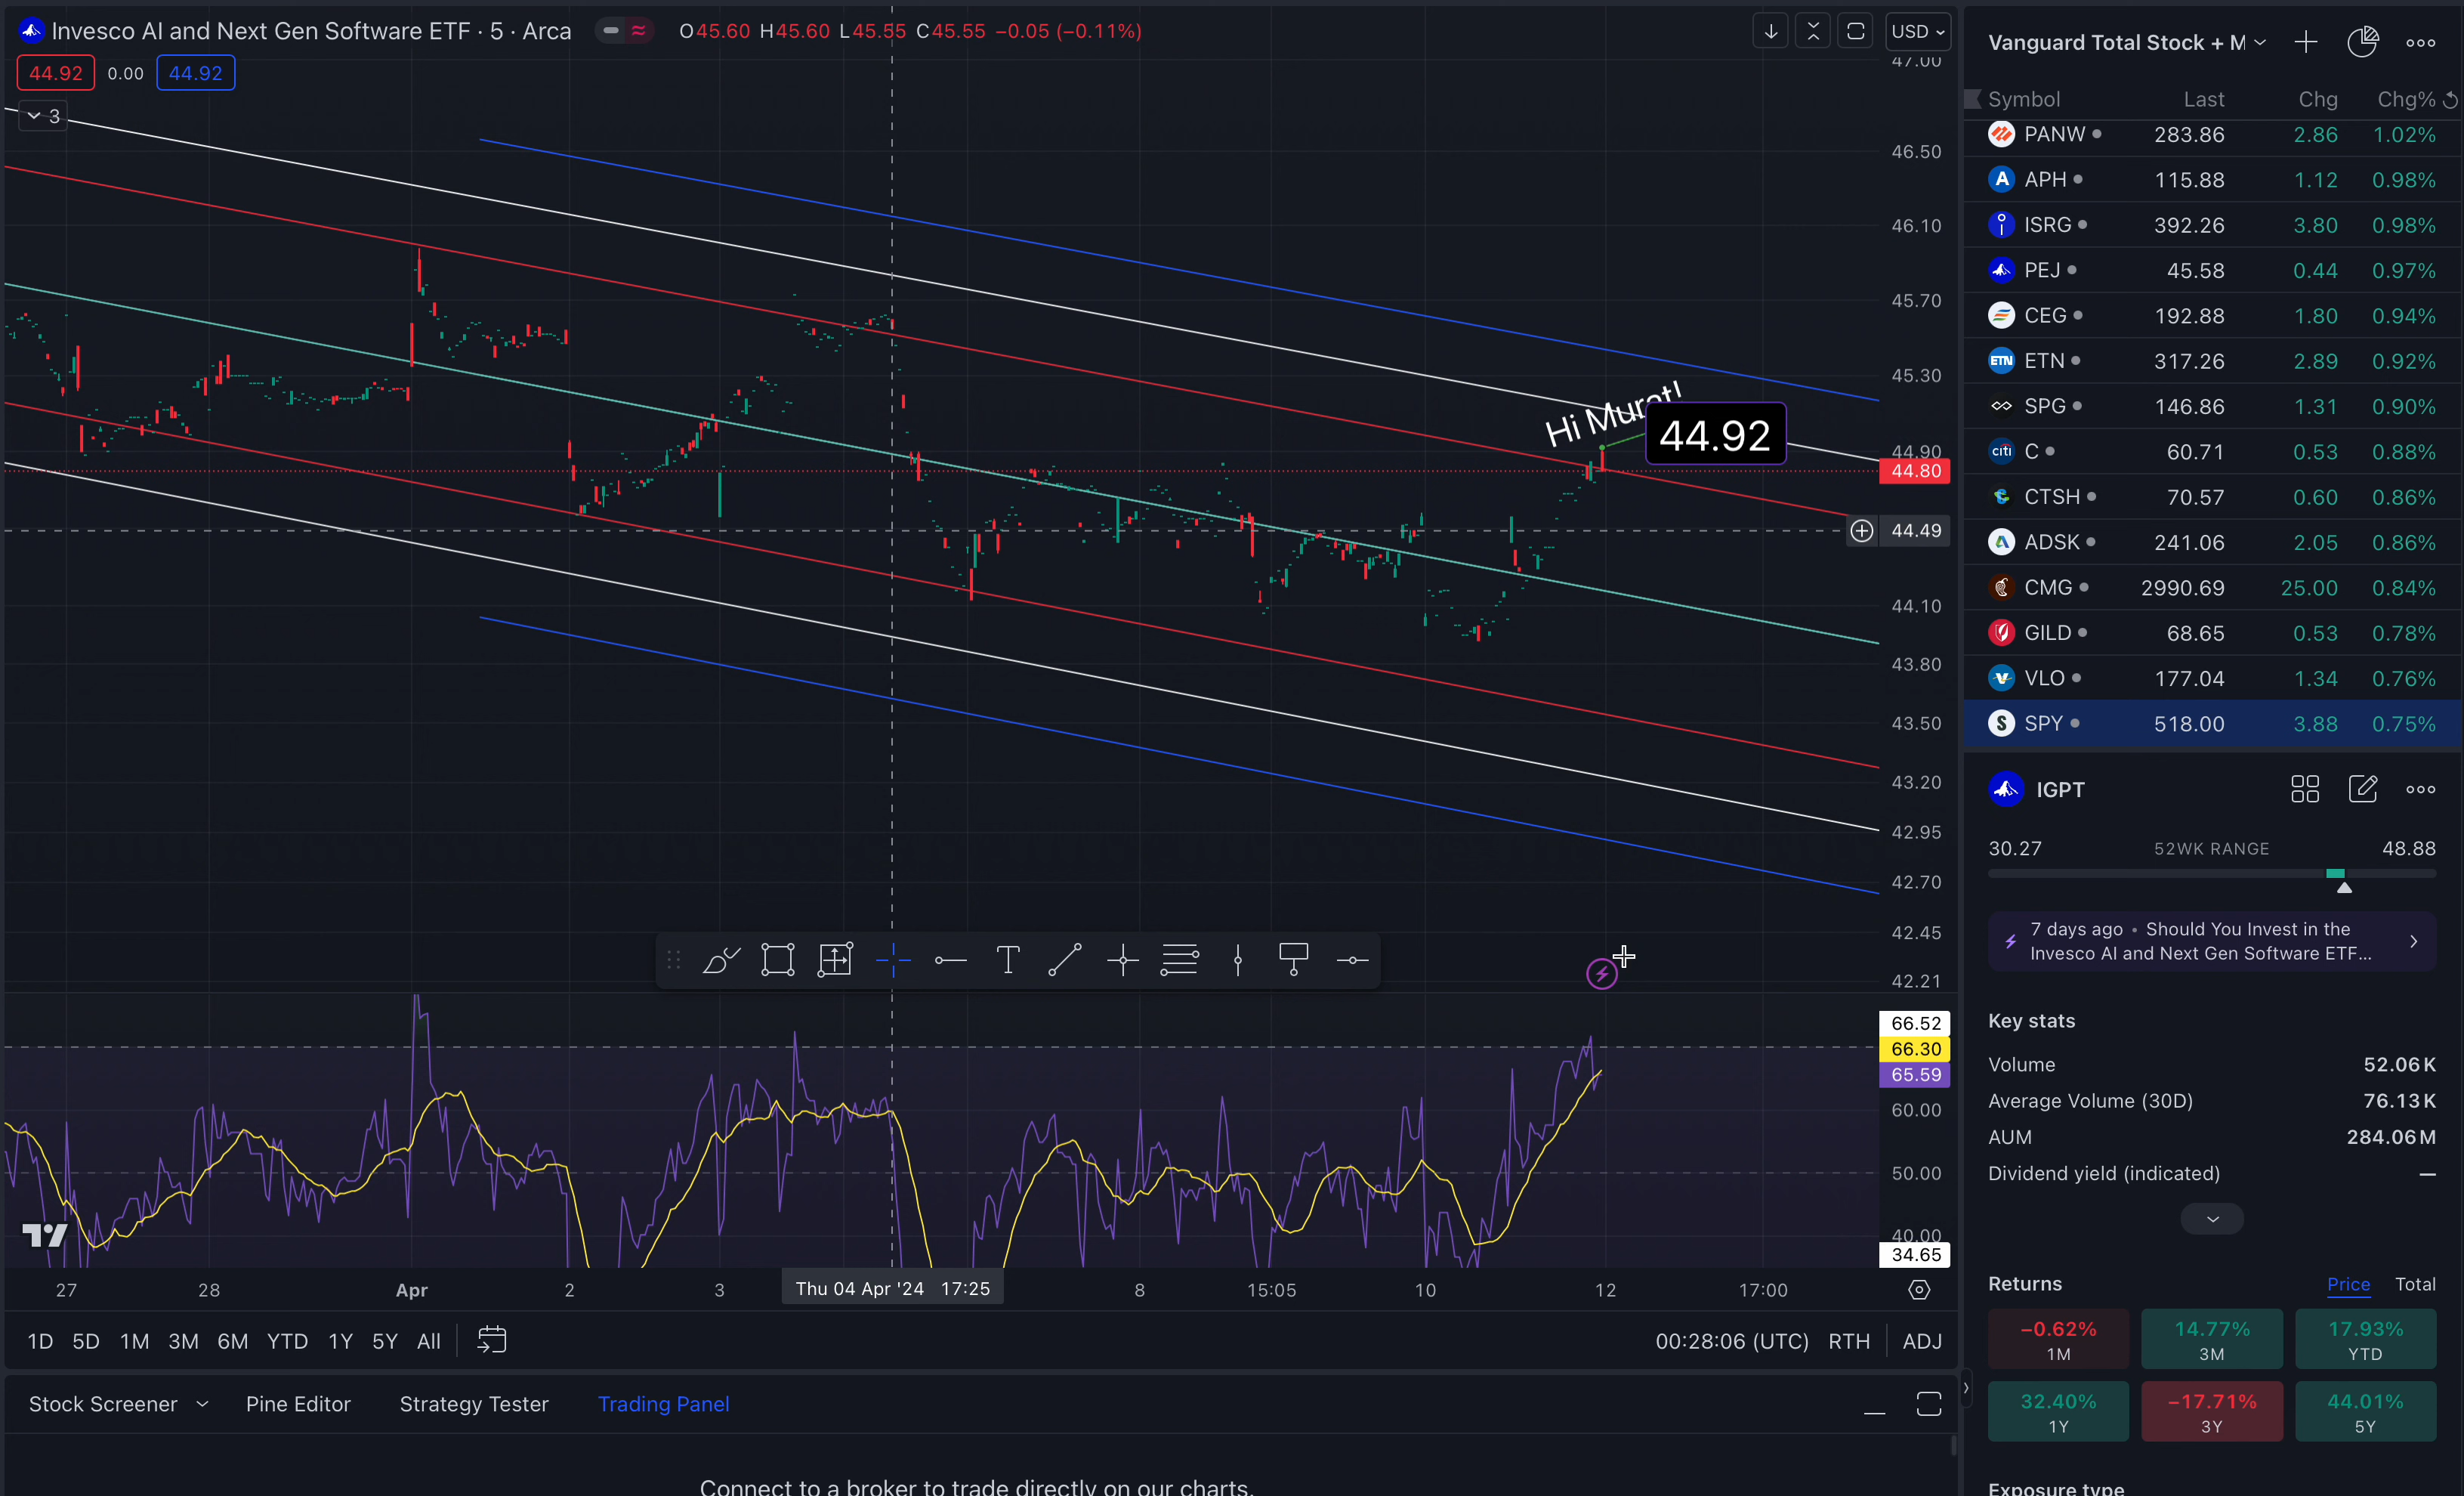 Invesco AI and Next Gen Software ETF · 5 · Arca O45.60 H45.60 L45.55 C45.55 −0.05 (−0.11%)
USD
44.92 0.00 44.92
3
47.00
46.50
46.10
45.70
45.30
44.90
44.80
44.49
44.10
43.80
43.50
43.20
42.95
42.70
42.45
42.21
Hi Murat!
44.92
66.52
66.30
65.59
60.00
50.00
40.00
34.65
27 28 Apr 2 3 Thu 04 Apr '24 17:25 8 15:05 10 12 17:00
1D 5D 1M 3M 6M YTD 1Y 5Y All 00:28:06 (UTC) RTH ADJ
Stock Screener Pine Editor Strategy Tester Trading Panel
Connect to a broker to trade directly on our charts.
Vanguard Total Stock + M
Symbol Last Chg Chg%
PANW 283.86 2.86 1.02%
A APH 115.88 1.12 0.98%
ISRG 392.26 3.80 0.98%
PEJ 45.58 0.44 0.97%
CEG 192.88 1.80 0.94%
ETN ETN 317.26 2.89 0.92%
SPG 146.86 1.31 0.90%
citi C 60.71 0.53 0.88%
CTSH 70.57 0.60 0.86%
ADSK 241.06 2.05 0.86%
CMG 2990.69 25.00 0.84%
GILD 68.65 0.53 0.78%
VLO 177.04 1.34 0.76%
S SPY 518.00 3.88 0.75%
IGPT
30.27 52WK RANGE 48.88
7 days ago • Should You Invest in the
Invesco AI and Next Gen Software ETF...
Key stats
Volume 52.06K
Average Volume (30D) 76.13K
AUM 284.06M
Dividend yield (indicated) —
Returns Price Total
−0.62% 14.77% 17.93%
1M 3M YTD
32.40% −17.71% 44.01%
1Y 3Y 5Y
Exposure type